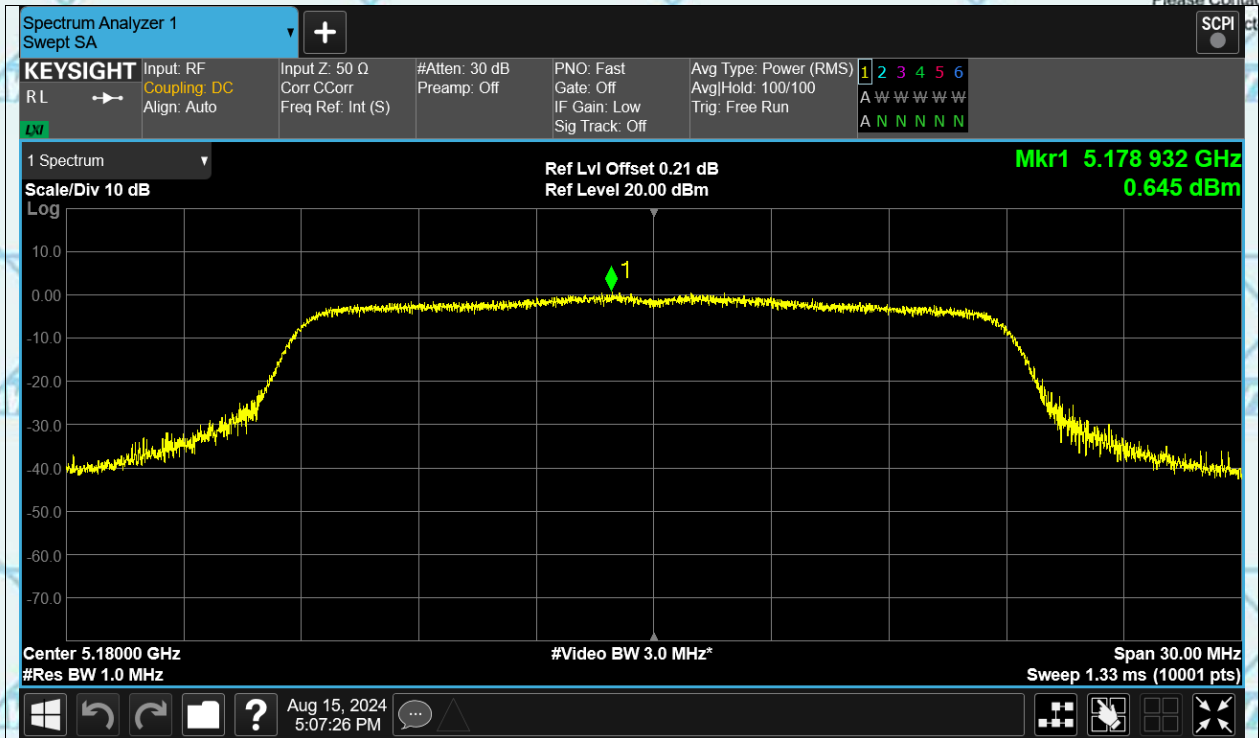 Please Conta
Spectrum Analyzer 1
Swept SA
+
SCPI
ct
KEYSIGHT
RL
LXI
Input: RF
Coupling: DC
Align: Auto
Input Z: 50 Ω
Corr CCorr
Freq Ref: Int (S)
#Atten: 30 dB
Preamp: Off
PNO: Fast
Gate: Off
IF Gain: Low
Sig Track: Off
Avg Type: Power (RMS)
Avg|Hold: 100/100
Trig: Free Run
1 2 3 4 5 6
A W W W W W
A N N N N N
1 Spectrum
Scale/Div 10 dB
Log
Ref Lvl Offset 0.21 dB
Ref Level 20.00 dBm
Mkr1 5.178 932 GHz
0.645 dBm
1
10.0
0.00
-10.0
-20.0
-30.0
-40.0
-50.0
-60.0
-70.0
Center 5.18000 GHz
#Res BW 1.0 MHz
#Video BW 3.0 MHz*
Span 30.00 MHz
Sweep 1.33 ms (10001 pts)
?
Aug 15, 2024
5:07:26 PM